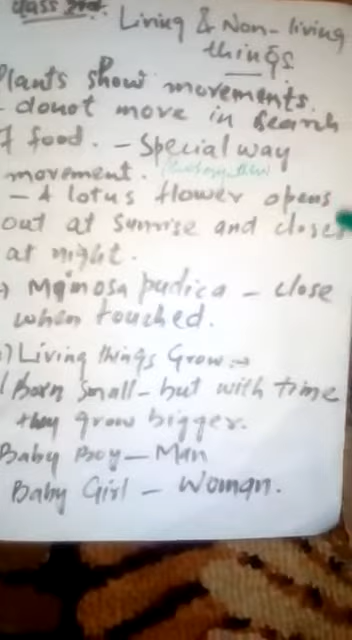 class
Living & Non-living
things
Plants show movements.
- donot move in search
f food. - Special way
movement.
- A lotus flower opens
out at sunrise and closes
at night.
→ Mimosa pudica - close
when touched.
) Living things Grow :→
Born small - but with time
they grow bigger.
Baby Boy - Man
Baby Girl - Woman.